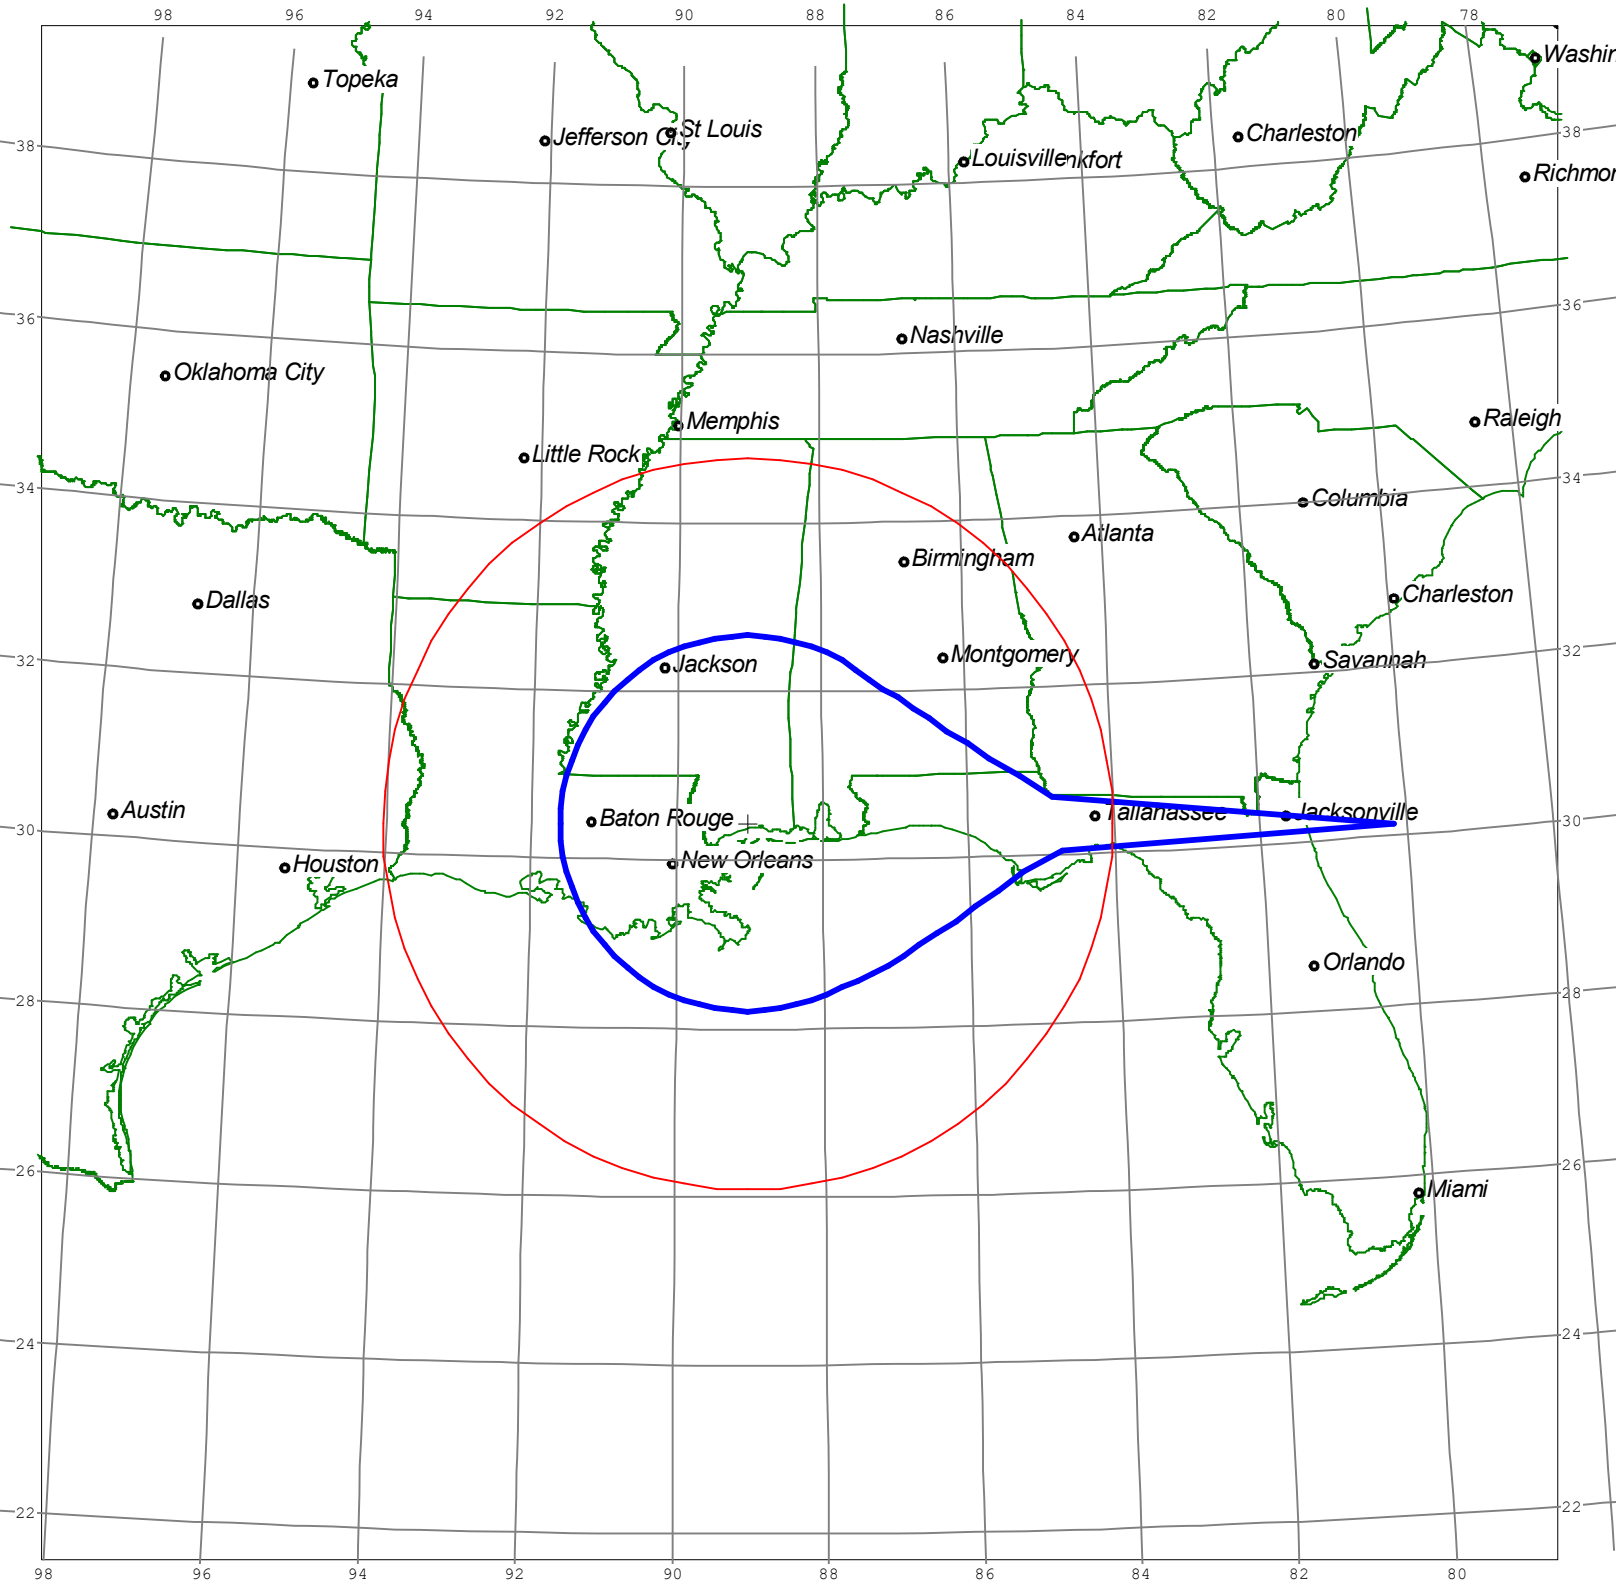 98 96 94 92 90 88 86 84 82 80 78
Washin
Topeka
38 Jefferson City St Louis Charleston 38
Louisville nkfort
Richmon
36 Nashville 36
Oklahoma City
Memphis Raleigh
Little Rock
34 Columbia 34
Atlanta
Birmingham
Dallas Charleston
32 Jackson Montgomery Savannah 32
Austin Baton Rouge Tallahassee Jacksonville
30 30
Houston New Orleans
Orlando
28 28
26 26
Miami
24 24
22 22
98 96 94 92 90 88 86 84 82 80